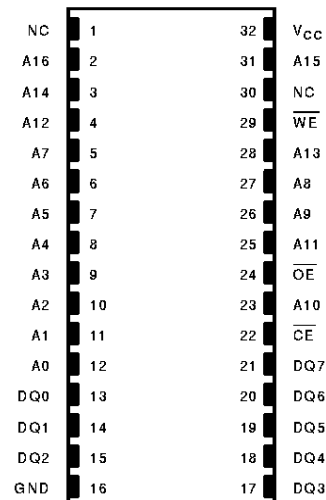 NC 1 32 VCC
A16 2 31 A15
A14 3 30 NC
A12 4 29 W̅E̅
A7 5 28 A13
A6 6 27 A8
A5 7 26 A9
A4 8 25 A11
A3 9 24 O̅E̅
A2 10 23 A10
A1 11 22 C̅E̅
A0 12 21 DQ7
DQ0 13 20 DQ6
DQ1 14 19 DQ5
DQ2 15 18 DQ4
GND 16 17 DQ3